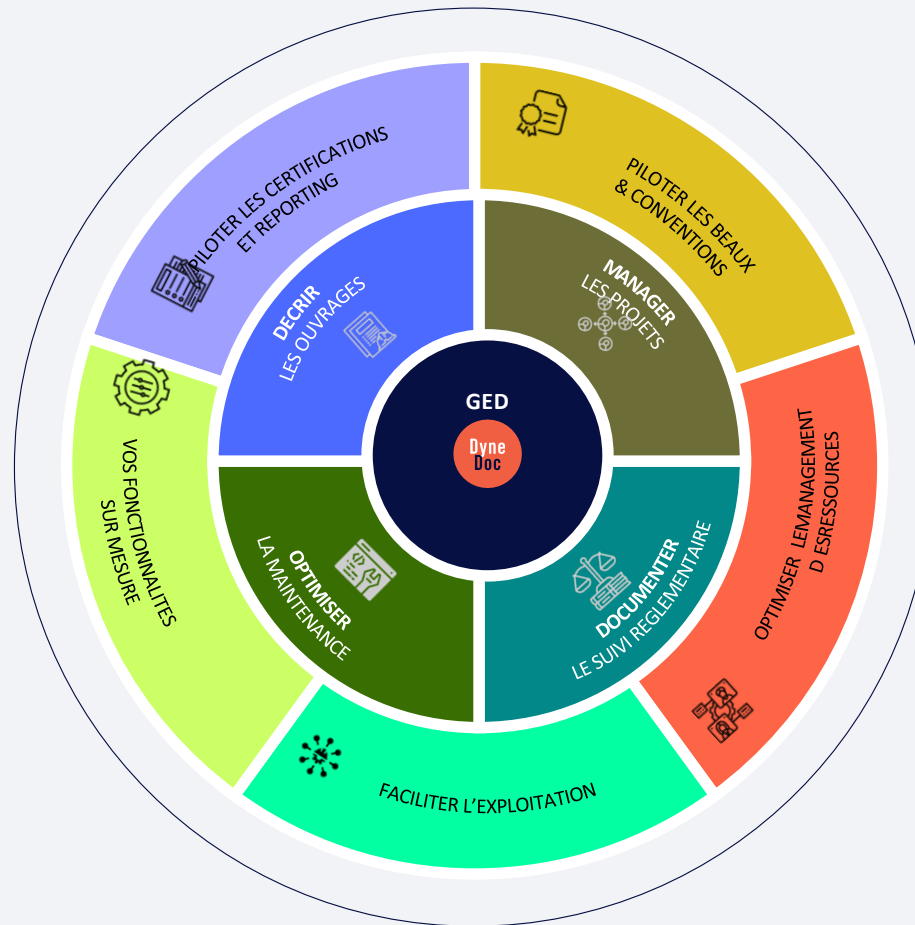 PILOTER LES CERTIFICATIONS
ET REPORTING
PILOTER LES BEAUX
& CONVENTIONS
DECRIR
LES OUVRAGES
MANAGER
LES PROJETS
GED
Dyne
Doc
VOS FONCTIONNALITES
SUR MESURE
OPTIMISER LEMANAGEMENT
D ESRESSOURCES
OPTIMISER
LA MAINTENANCE
DOCUMENTER
LE SUIVI REGLEMENTAIRE
FACILITER L'EXPLOITATION